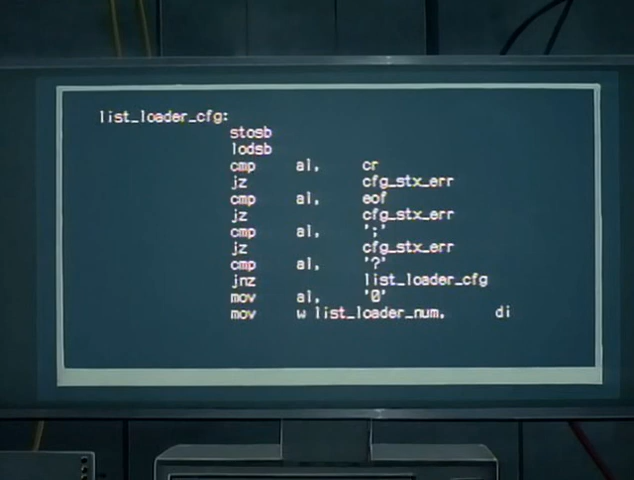 list_loader_cfg:
stosb
lodsb
cmp al, cr
jz cfg_stx_err
cmp al, eof
jz cfg_stx_err
cmp al, ';'
jz cfg_stx_err
cmp al, '?'
jnz list_loader_cfg
mov al, '0'
mov w list_loader_num, di